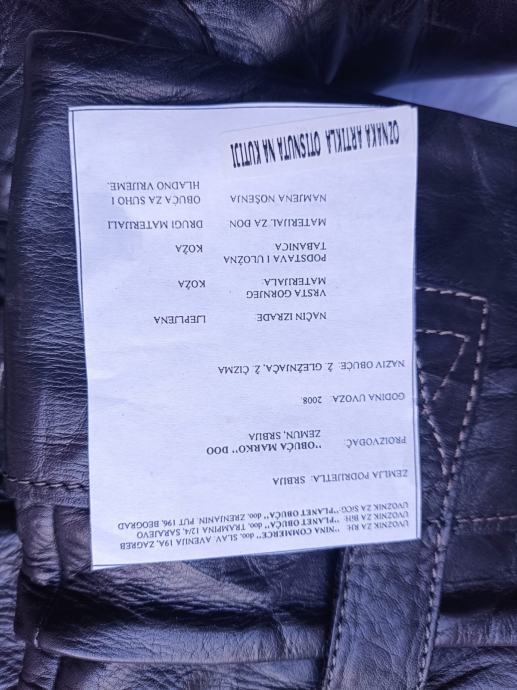 UVOZNIK ZA RH: "NINA COMMERCE" doo. SLAV. AVENIJA 19A, ZAGREB
UVOZNIK ZA BiH: "PLANET OBUĆA" doo. TRAMPINA 12/4, SARAJEVO
UVOZNIK ZA SCG: "PLANET OBUĆA" doo. ZRENJANIN. PUT 196, BEOGRAD
ZEMLJA PODRIJETLA: SRBIJA
PROIZVOĐAČ: "OBUĆA MARKO" DOO
ZEMUN, SRBIJA
GODINA UVOZA: 2008.
NAZIV OBUĆE: Ž. GLEŽNJAČA, Ž. ČIZMA
NAČIN IZRADE: LJEPLJENA
VRSTA GORNJEG
MATERIJALA: KOŽA
PODSTAVA I ULOŽNA
TABANICA KOŽA
MATERIJAL ZA DON DRUGI MATERIJALI
NAMJENA NOŠENJA OBUĆA ZA SUHO I
HLADNO VRIJEME.
OZNAKA ARTIKLA OTISNUTA NA KUTIJI